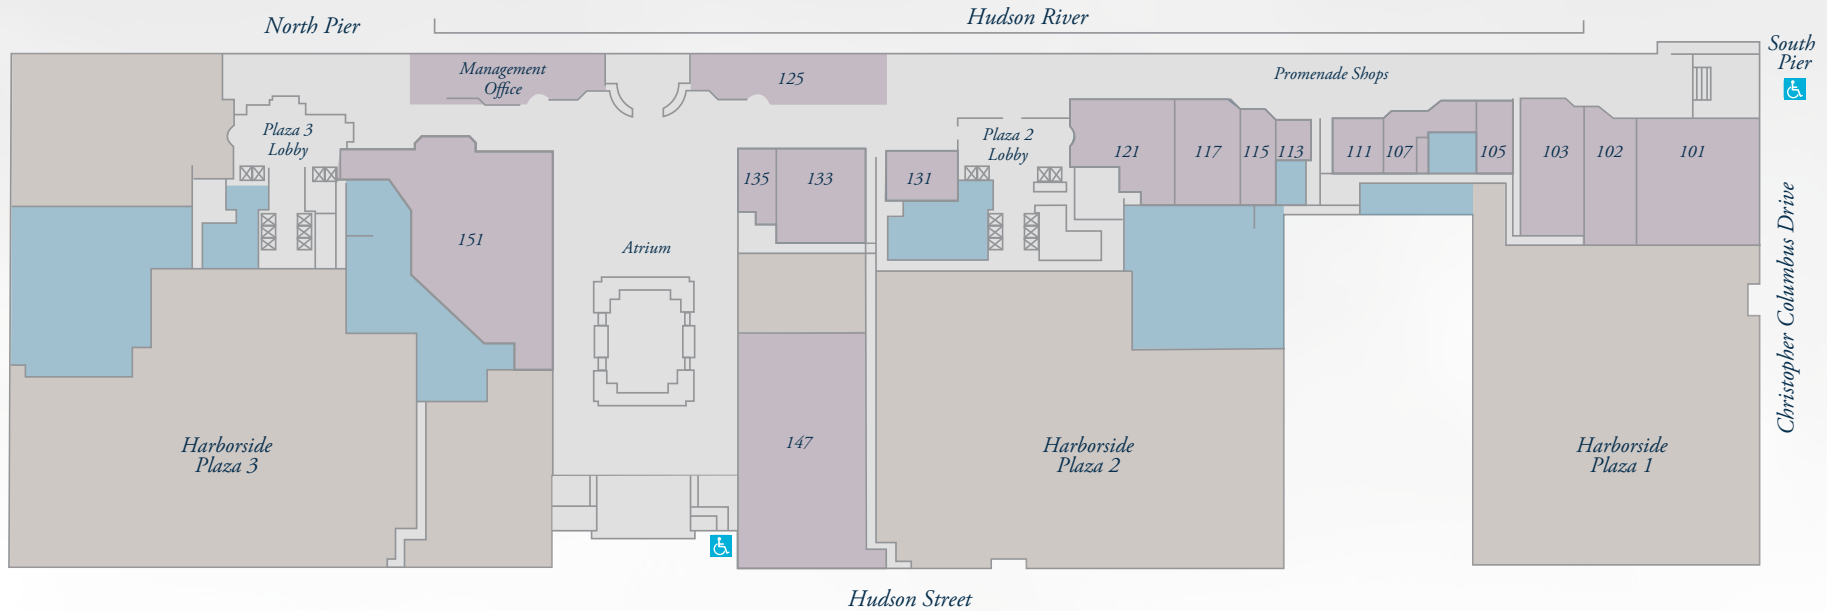 North Pier
Hudson River
South
Pier
Management
Office
125
Promenade Shops
Plaza 3
Lobby
Plaza 2
Lobby
121
117
115
113
111
107
105
103
102
101
135
133
131
151
Atrium
Christopher Columbus Drive
147
Harborside
Plaza 3
Harborside
Plaza 2
Harborside
Plaza 1
Hudson Street